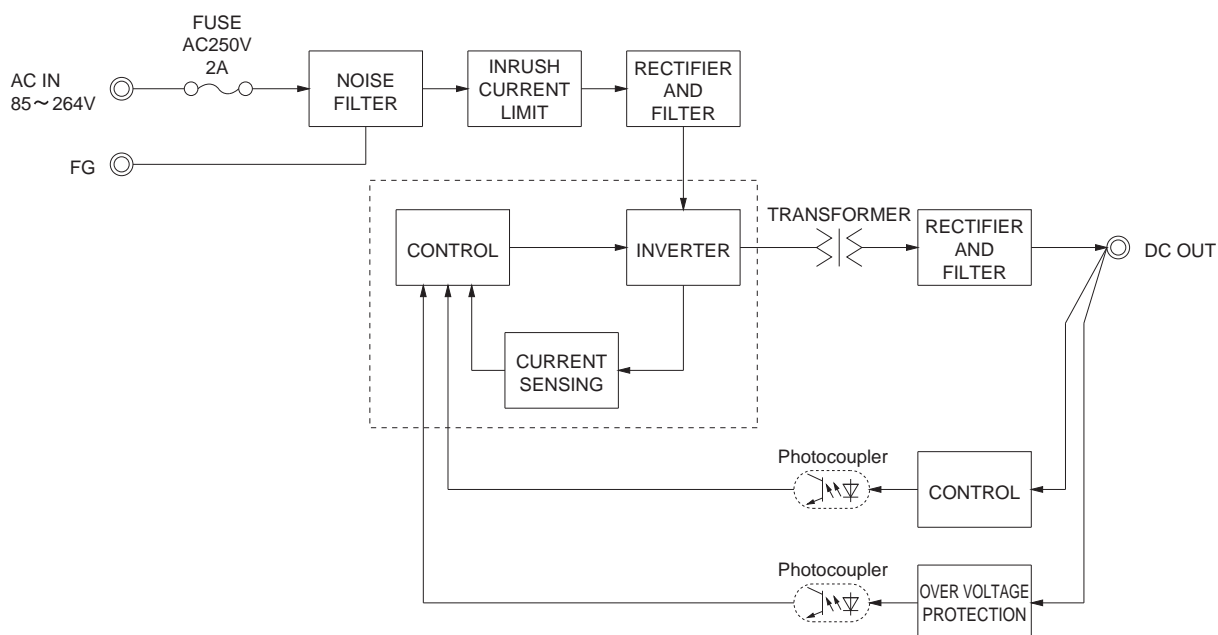 FUSE
AC250V
2A
AC IN
85~264V
FG
NOISE
FILTER
INRUSH
CURRENT
LIMIT
RECTIFIER
AND
FILTER
CONTROL
INVERTER
TRANSFORMER
RECTIFIER
AND
FILTER
DC OUT
CURRENT
SENSING
Photocoupler
CONTROL
Photocoupler
OVER VOLTAGE
PROTECTION